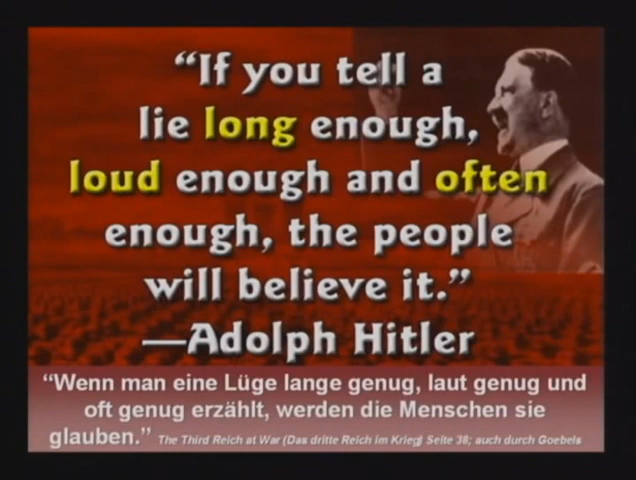 “If you tell a
lie long enough,
loud enough and often
enough, the people
will believe it.”
—Adolph Hitler
“Wenn man eine Lüge lange genug, laut genug und
oft genug erzählt, werden die Menschen sie
glauben.” The Third Reich at War (Das dritte Reich im Krieg) Seite 38; auch durch Goebels